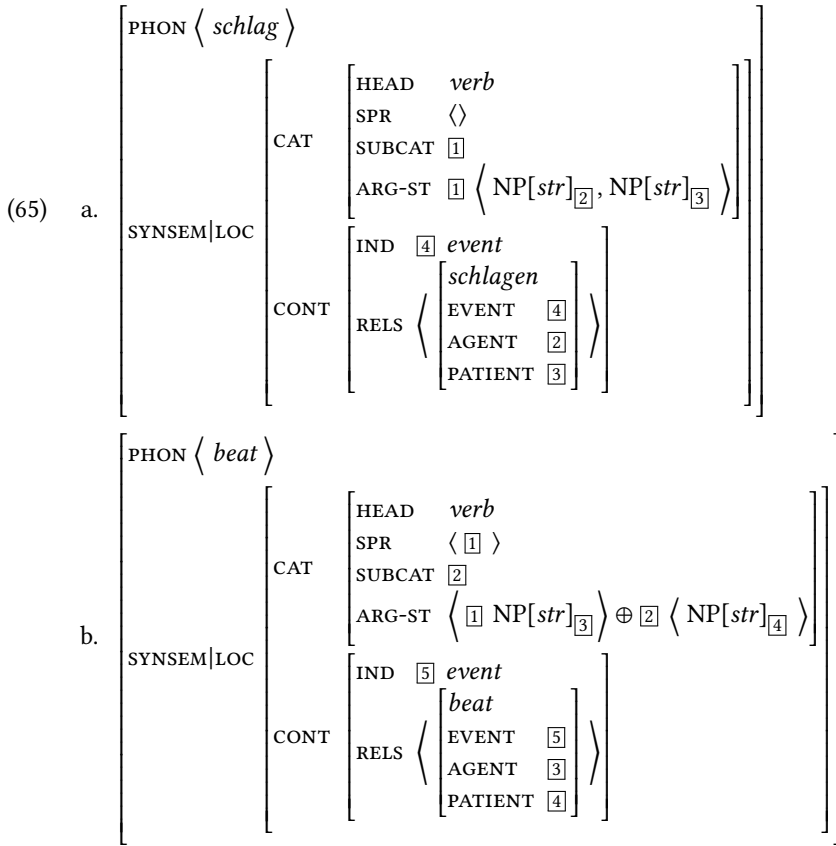 (65) a.
PHON ⟨ schlag ⟩
SYNSEM|LOC
CAT
HEAD verb
SPR ⟨⟩
SUBCAT 1
ARG-ST 1 ⟨ NP[str]2 , NP[str]3 ⟩
CONT
IND 4 event
RELS ⟨
schlagen
EVENT 4
AGENT 2
PATIENT 3
⟩
b.
PHON ⟨ beat ⟩
SYNSEM|LOC
CAT
HEAD verb
SPR ⟨ 1 ⟩
SUBCAT 2
ARG-ST ⟨ 1 NP[str]3 ⟩ ⊕ 2 ⟨ NP[str]4 ⟩
CONT
IND 5 event
RELS ⟨
beat
EVENT 5
AGENT 3
PATIENT 4
⟩